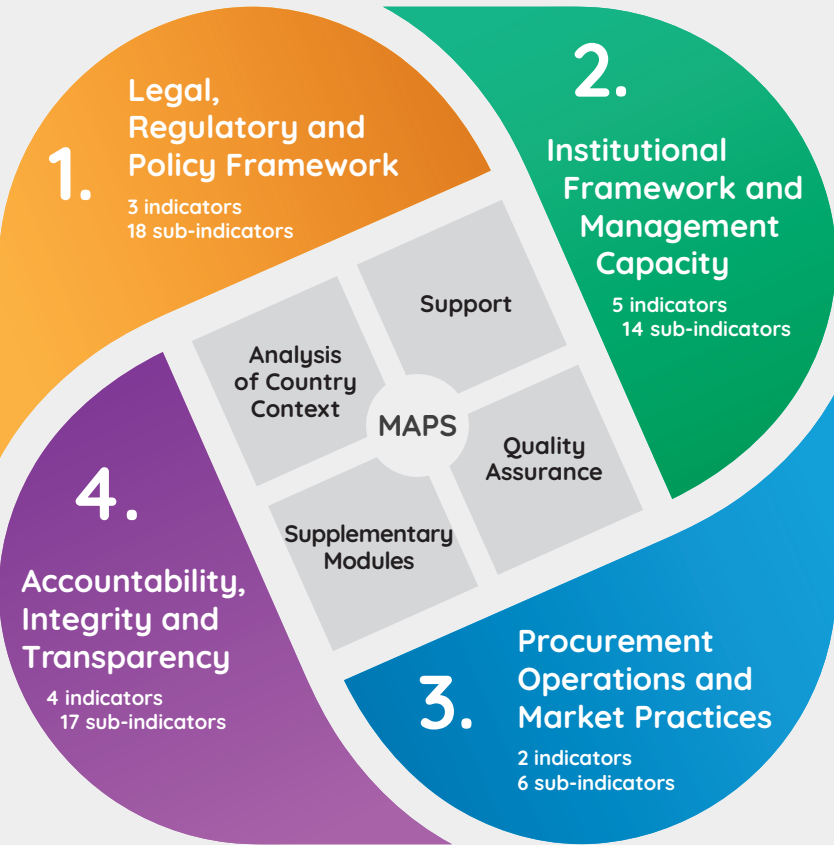 1.
Legal,
Regulatory and
Policy Framework
3 indicators
18 sub-indicators
2.
Institutional
Framework and
Management
Capacity
5 indicators
14 sub-indicators
Support
Analysis
of Country
Context
MAPS
Quality
Assurance
Supplementary
Modules
4.
Accountability,
Integrity and
Transparency
4 indicators
17 sub-indicators
3.
Procurement
Operations and
Market Practices
2 indicators
6 sub-indicators